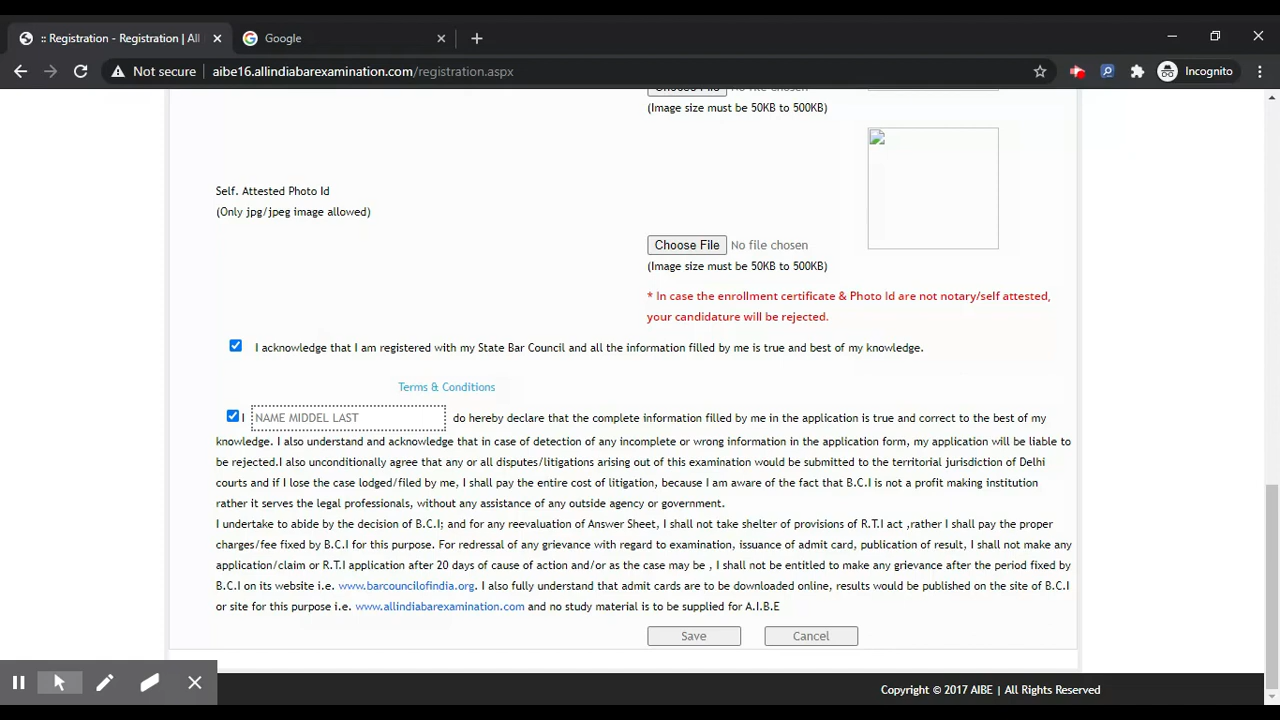 :: Registration - Registration | All
Google
Not secure
aibe16.allindiabarexamination.com/registration.aspx
Incognito
Choose File No file chosen
(Image size must be 50KB to 500KB)
Self. Attested Photo Id
(Only jpg/jpeg image allowed)
Choose File No file chosen
(Image size must be 50KB to 500KB)
* In case the enrollment certificate & Photo Id are not notary/self attested,
your candidature will be rejected.
I acknowledge that I am registered with my State Bar Council and all the information filled by me is true and best of my knowledge.
Terms & Conditions
I NAME MIDDEL LAST do hereby declare that the complete information filled by me in the application is true and correct to the best of my
knowledge. I also understand and acknowledge that in case of detection of any incomplete or wrong information in the application form, my application will be liable to
be rejected.I also unconditionally agree that any or all disputes/litigations arising out of this examination would be submitted to the territorial jurisdiction of Delhi
courts and if I lose the case lodged/filed by me, I shall pay the entire cost of litigation, because I am aware of the fact that B.C.I is not a profit making institution
rather it serves the legal professionals, without any assistance of any outside agency or government.
I undertake to abide by the decision of B.C.I; and for any reevaluation of Answer Sheet, I shall not take shelter of provisions of R.T.I act ,rather I shall pay the proper
charges/fee fixed by B.C.I for this purpose. For redressal of any grievance with regard to examination, issuance of admit card, publication of result, I shall not make any
application/claim or R.T.I application after 20 days of cause of action and/or as the case may be , I shall not be entitled to make any grievance after the period fixed by
B.C.I on its website i.e. www.barcouncilofindia.org. I also fully understand that admit cards are to be downloaded online, results would be published on the site of B.C.I
or site for this purpose i.e. www.allindiabarexamination.com and no study material is to be supplied for A.I.B.E
Save Cancel
Copyright © 2017 AIBE | All Rights Reserved